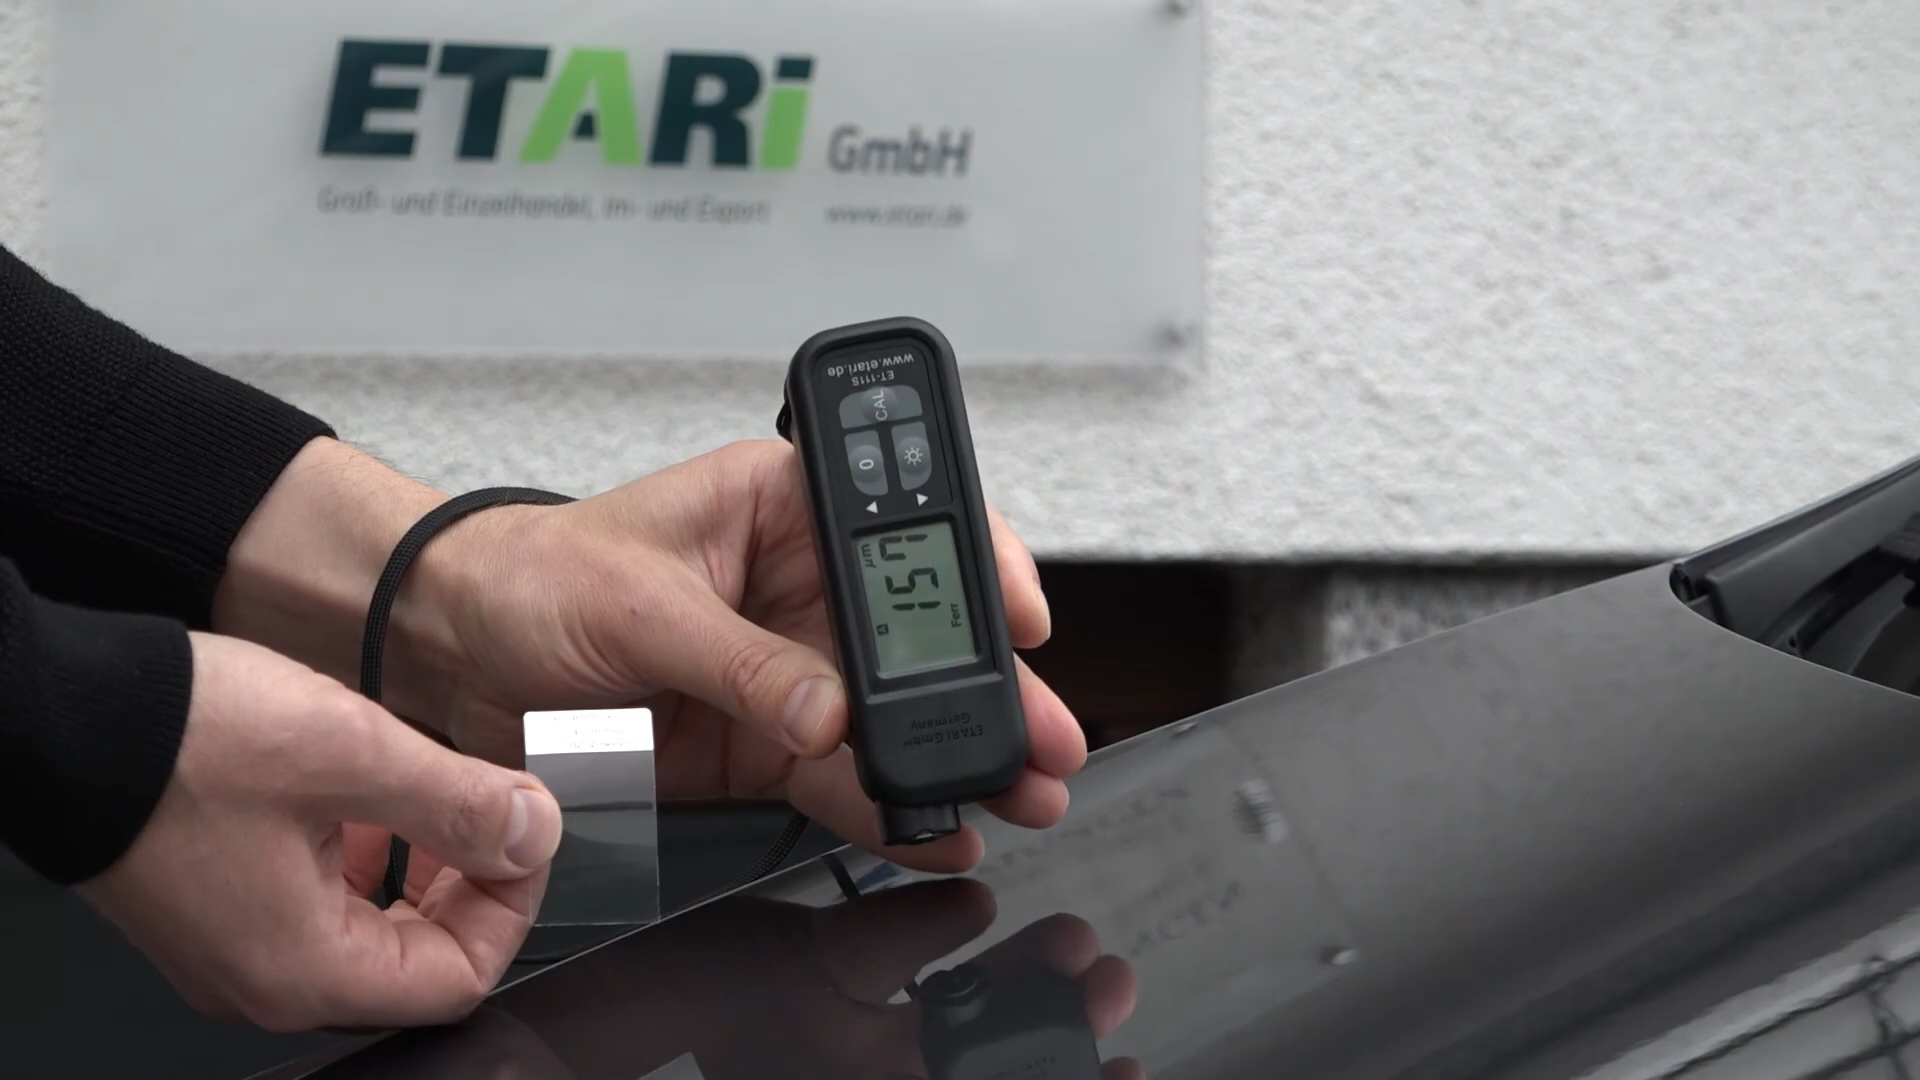 ETARi GmbH
Groß- und Einzelhandel, Im- und Export www.etari.de
www.etari.de
ET-111S
CAL
0
µm
157
Ferr
ETARI GmbH
Germany